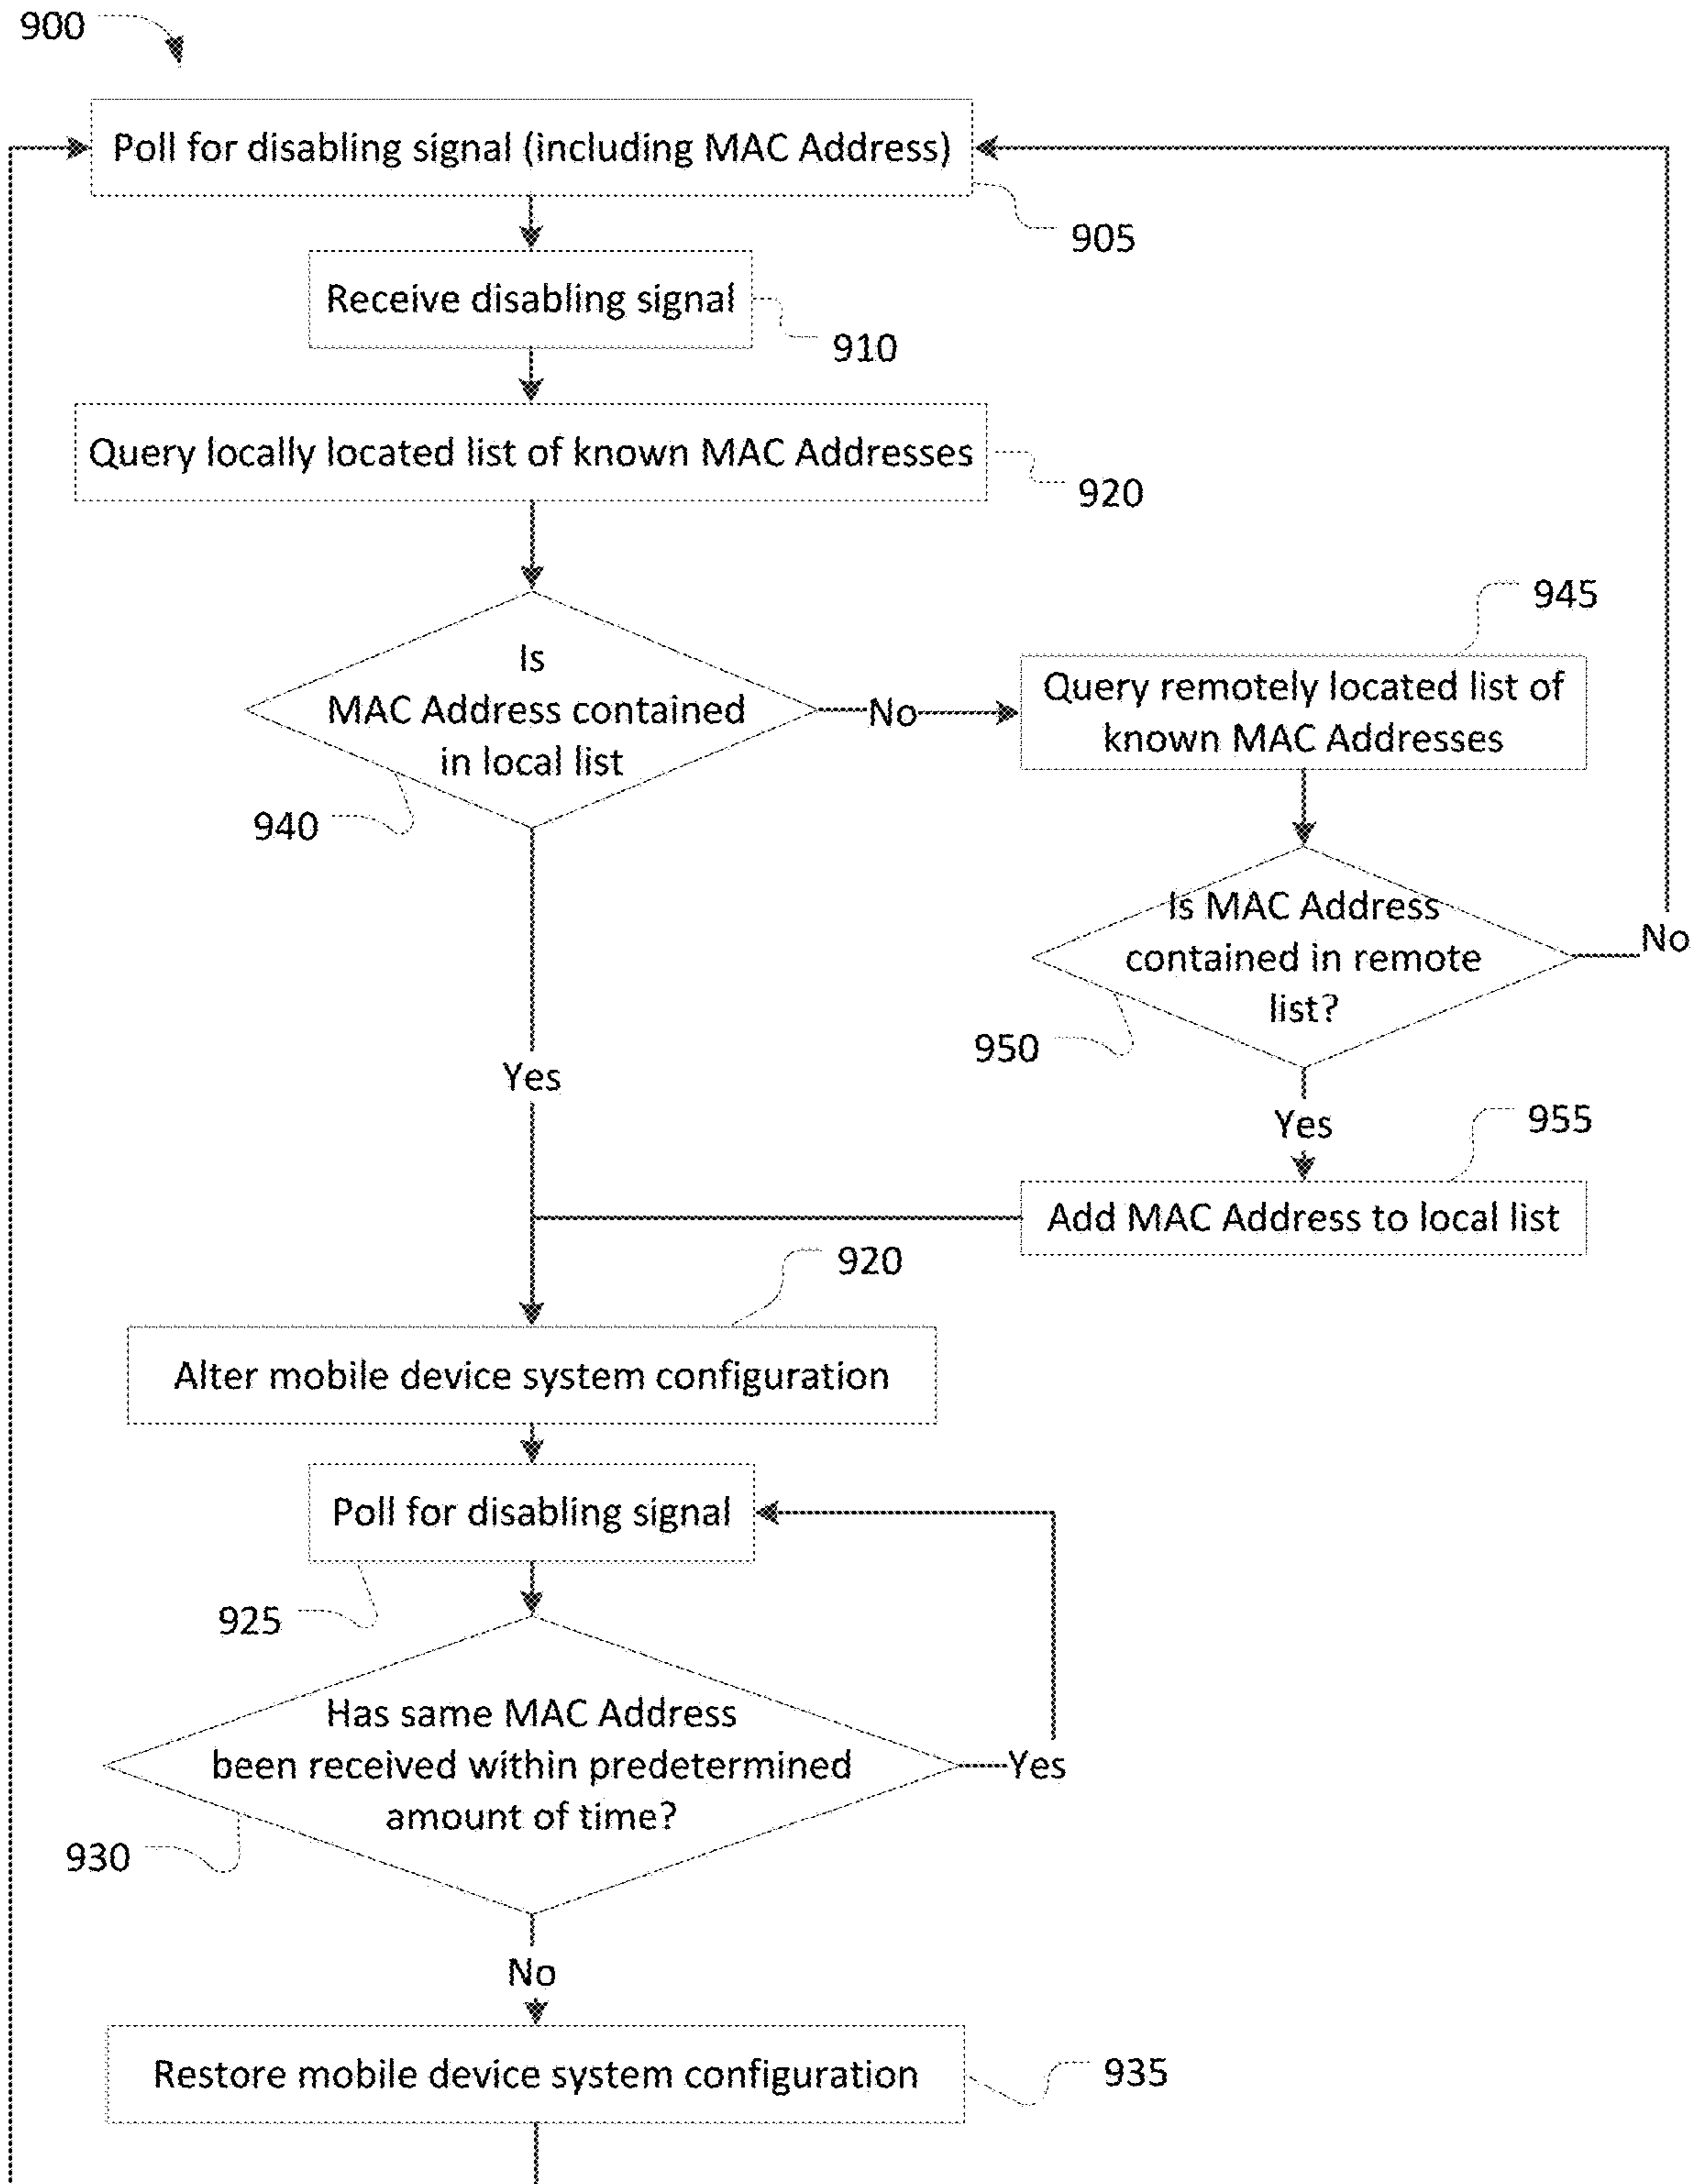 900
Poll for disabling signal (including MAC Address)
905
Receive disabling signal
910
Query locally located list of known MAC Addresses
920
Is
MAC Address contained
in local list
940
No
945
Query remotely located list of
known MAC Addresses
Is MAC Address
contained in remote
list?
950
No
Yes
Yes
955
Add MAC Address to local list
920
Alter mobile device system configuration
Poll for disabling signal
925
Has same MAC Address
been received within predetermined
amount of time?
930
Yes
No
Restore mobile device system configuration
935